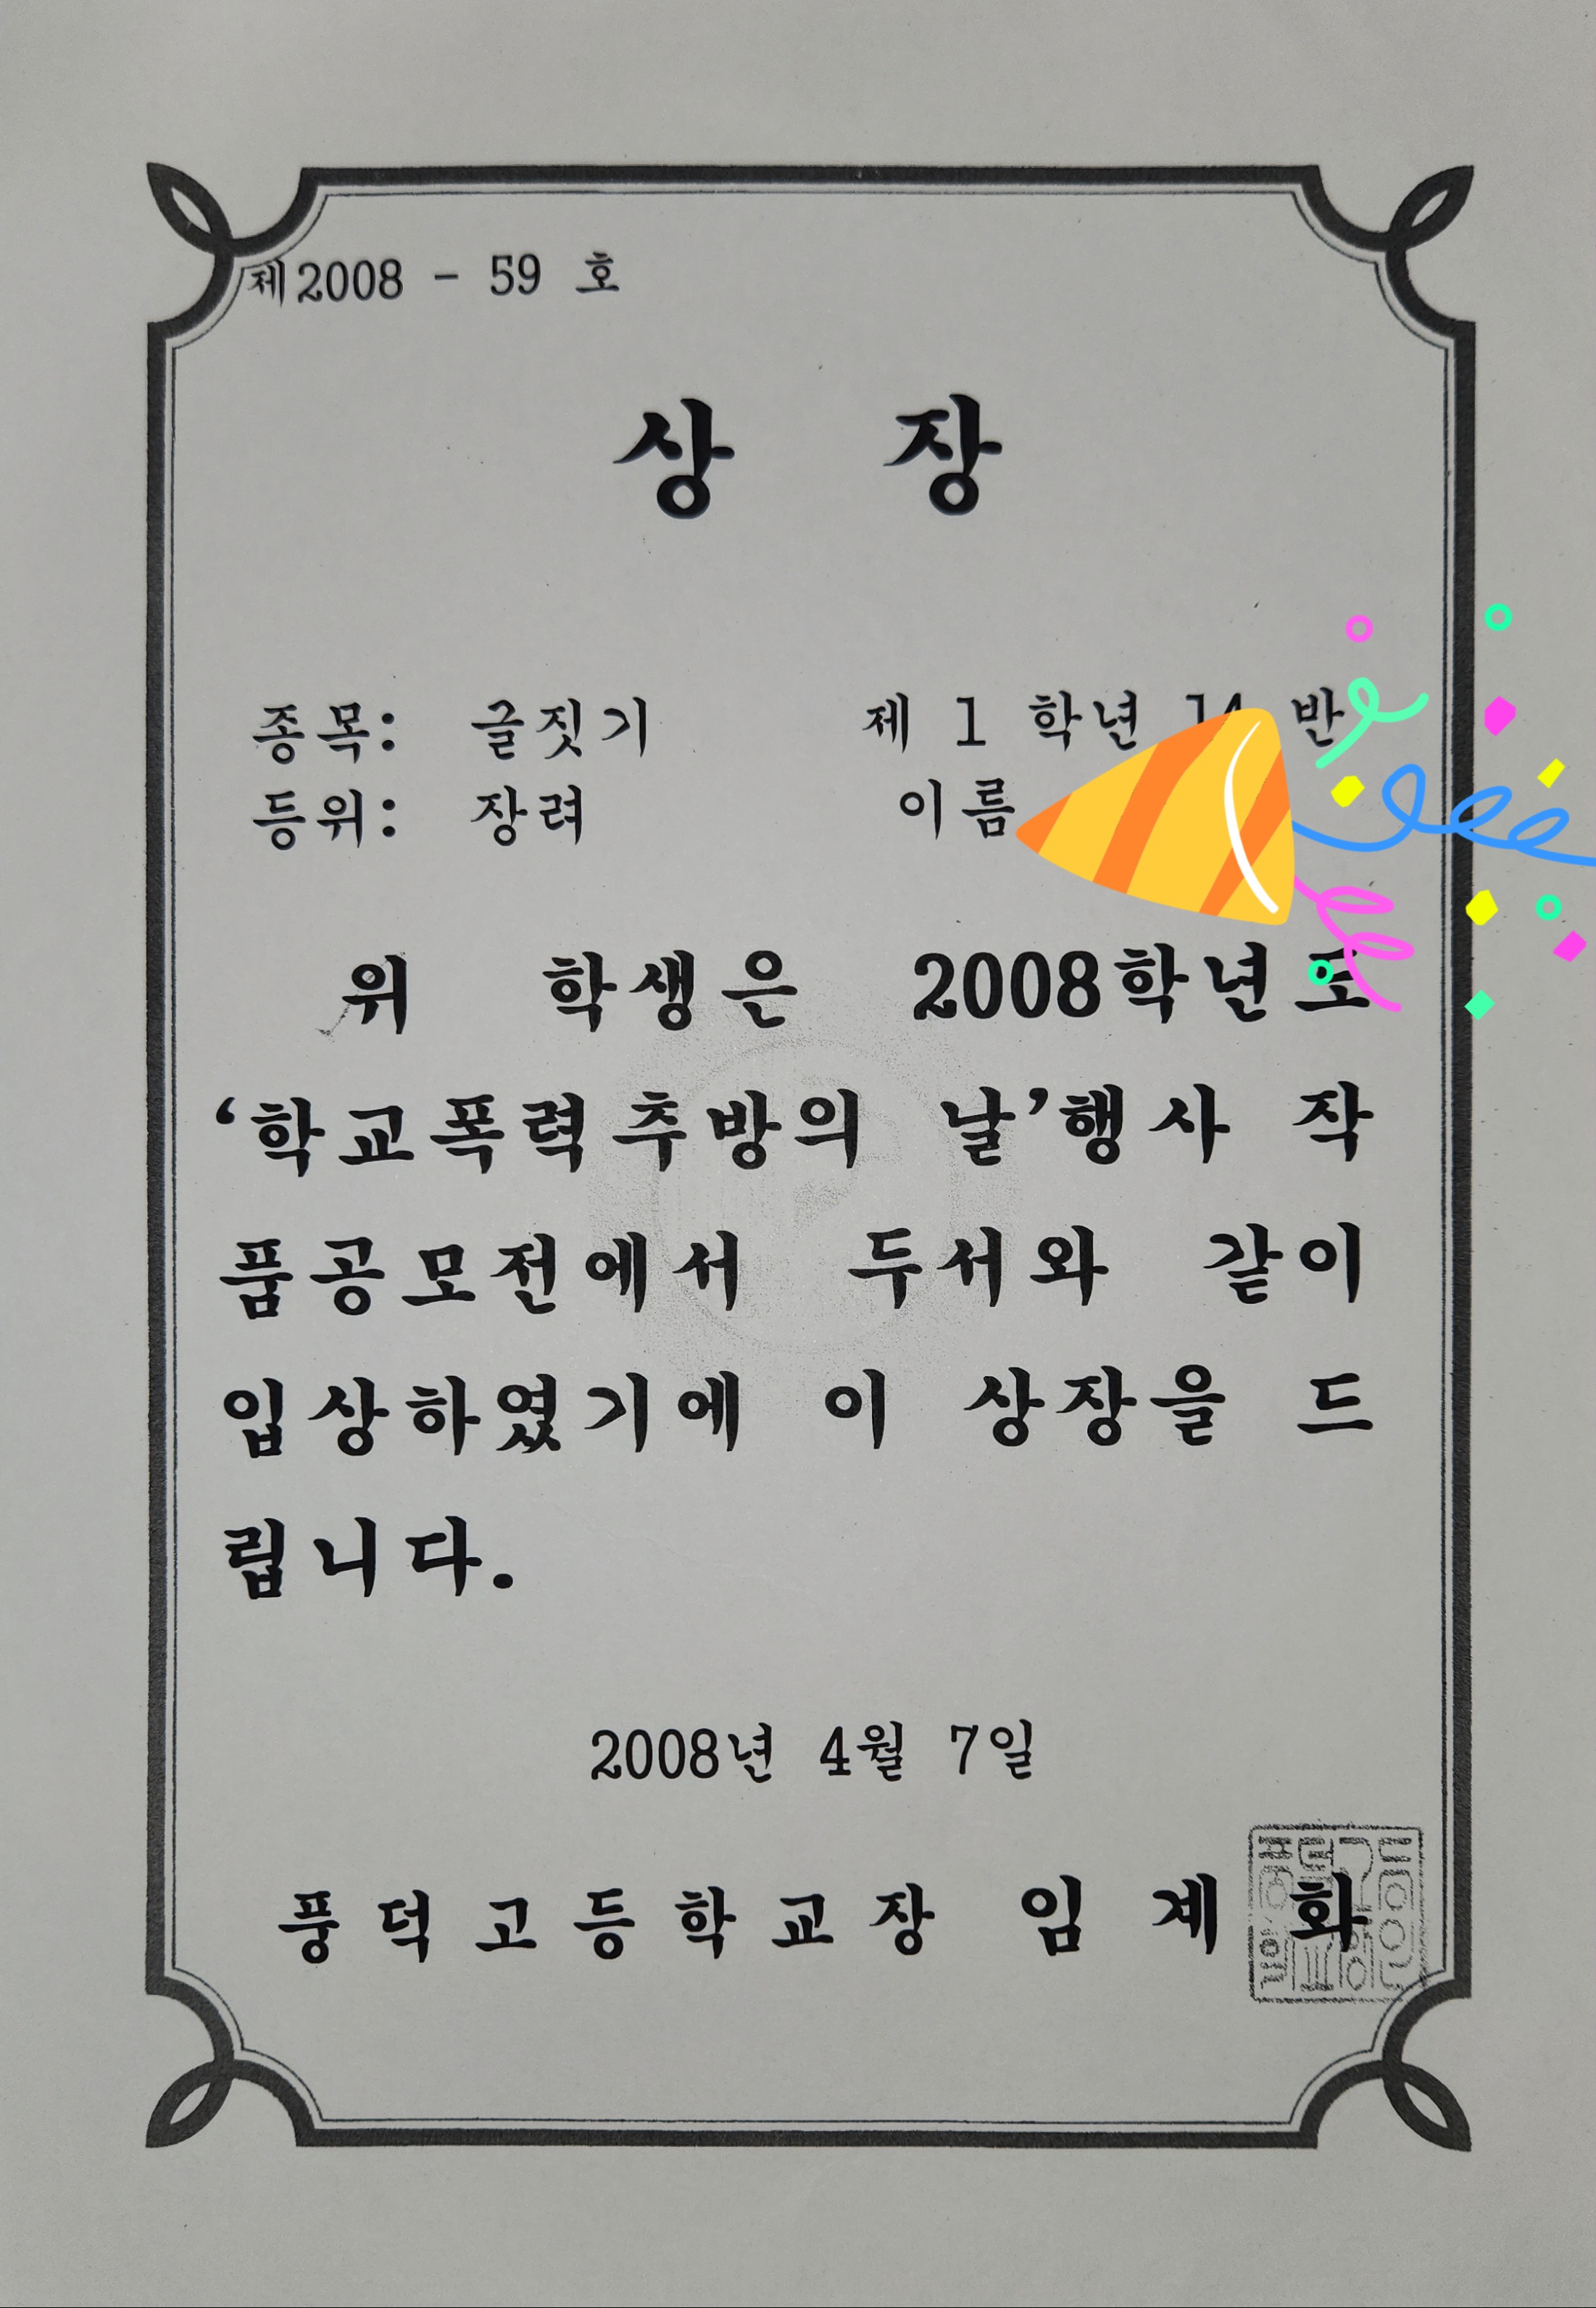 제2008 - 59 호
상 장
종목: 글짓기 제 1 학년 14 반
등위: 장려 이름
위 학생은 2008학년도
‘학교폭력추방의 날’행사 작
품공모전에서 두서와 같이
입상하였기에 이 상장을 드
립니다.
2008년 4월 7일
풍덕고등학교장 임 계 화